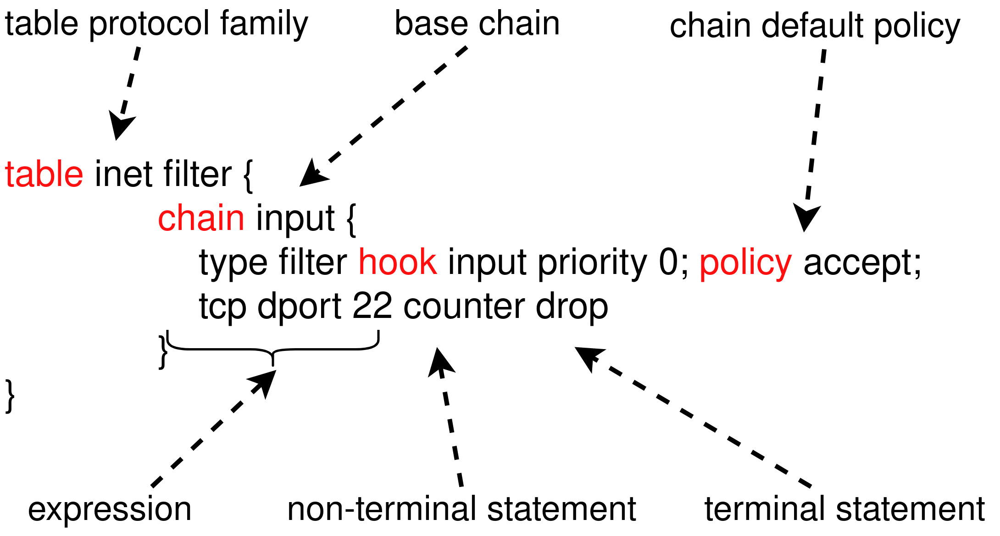 table protocol family
base chain
chain default policy
table inet filter {
chain input {
type filter hook input priority 0; policy accept;
tcp dport 22 counter drop
}
}
expression
non-terminal statement
terminal statement